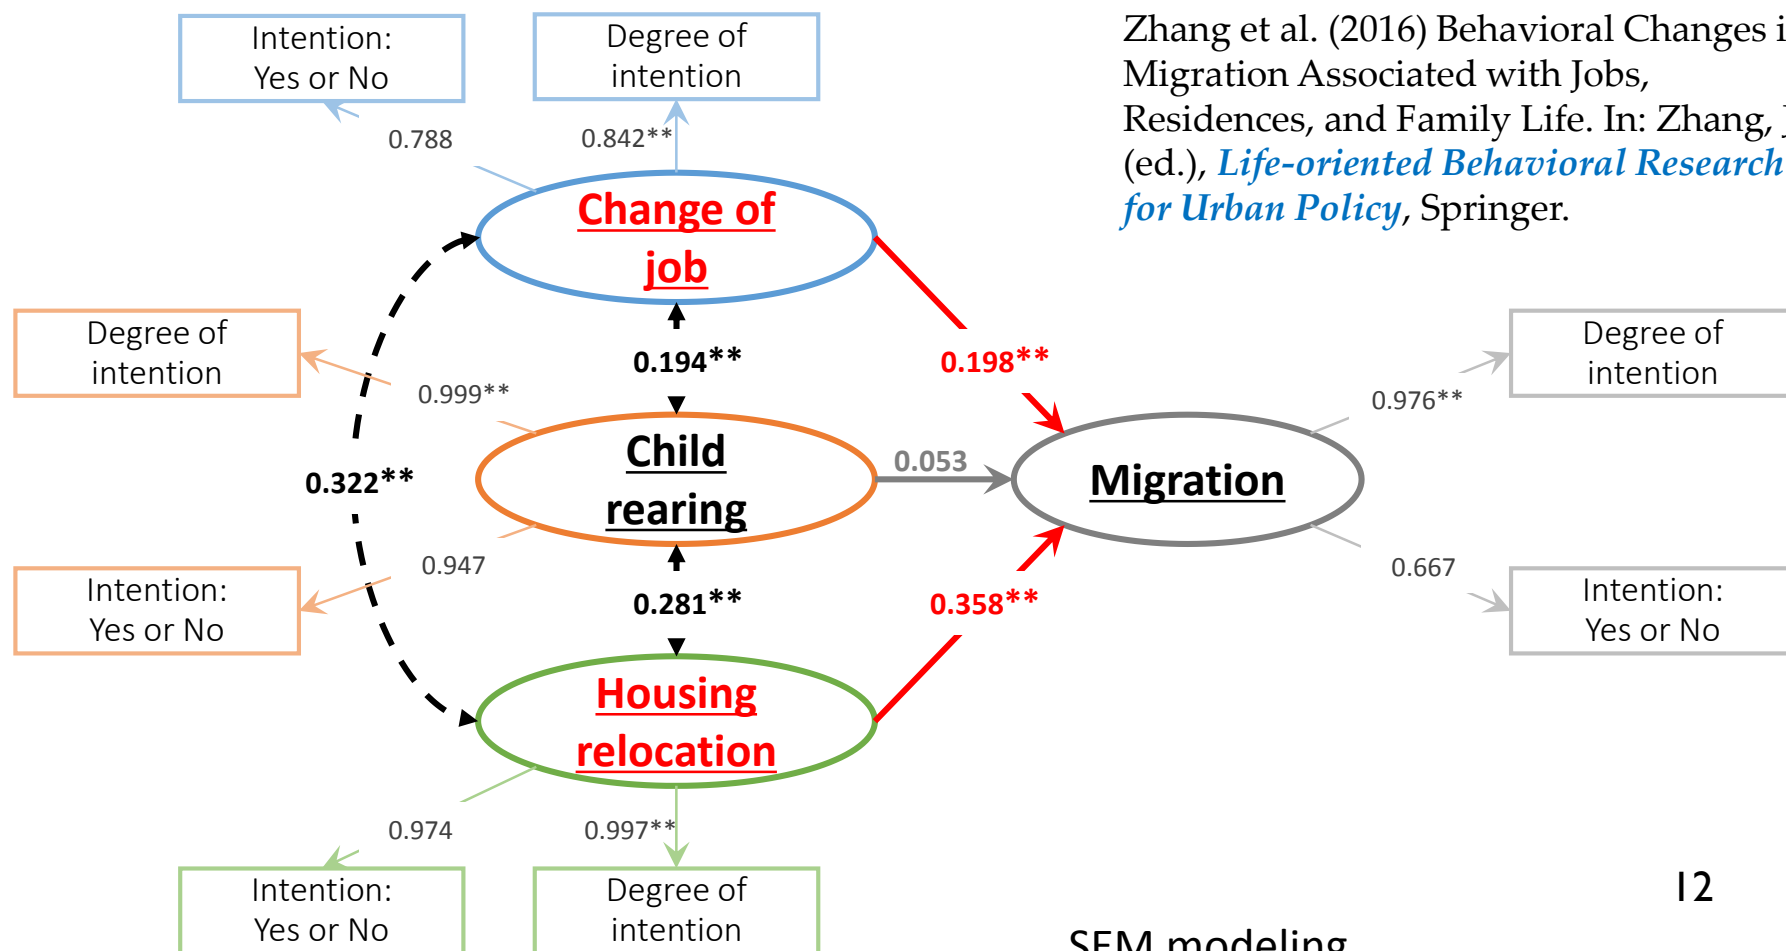 Intention:
Yes or No
Degree of
intention
Zhang et al. (2016) Behavioral Changes i
Migration Associated with Jobs,
Residences, and Family Life. In: Zhang, J
(ed.), Life-oriented Behavioral Research
for Urban Policy, Springer.
0.788
0.842**
Change of
job
Degree of
intention
0.194**
0.198**
Degree of
intention
0.999**
0.976**
Child
rearing
0.053
Migration
0.322**
0.947
0.667
Intention:
Yes or No
0.281**
0.358**
Intention:
Yes or No
Housing
relocation
0.974
0.997**
Intention:
Yes or No
Degree of
intention
12
SEM modeling